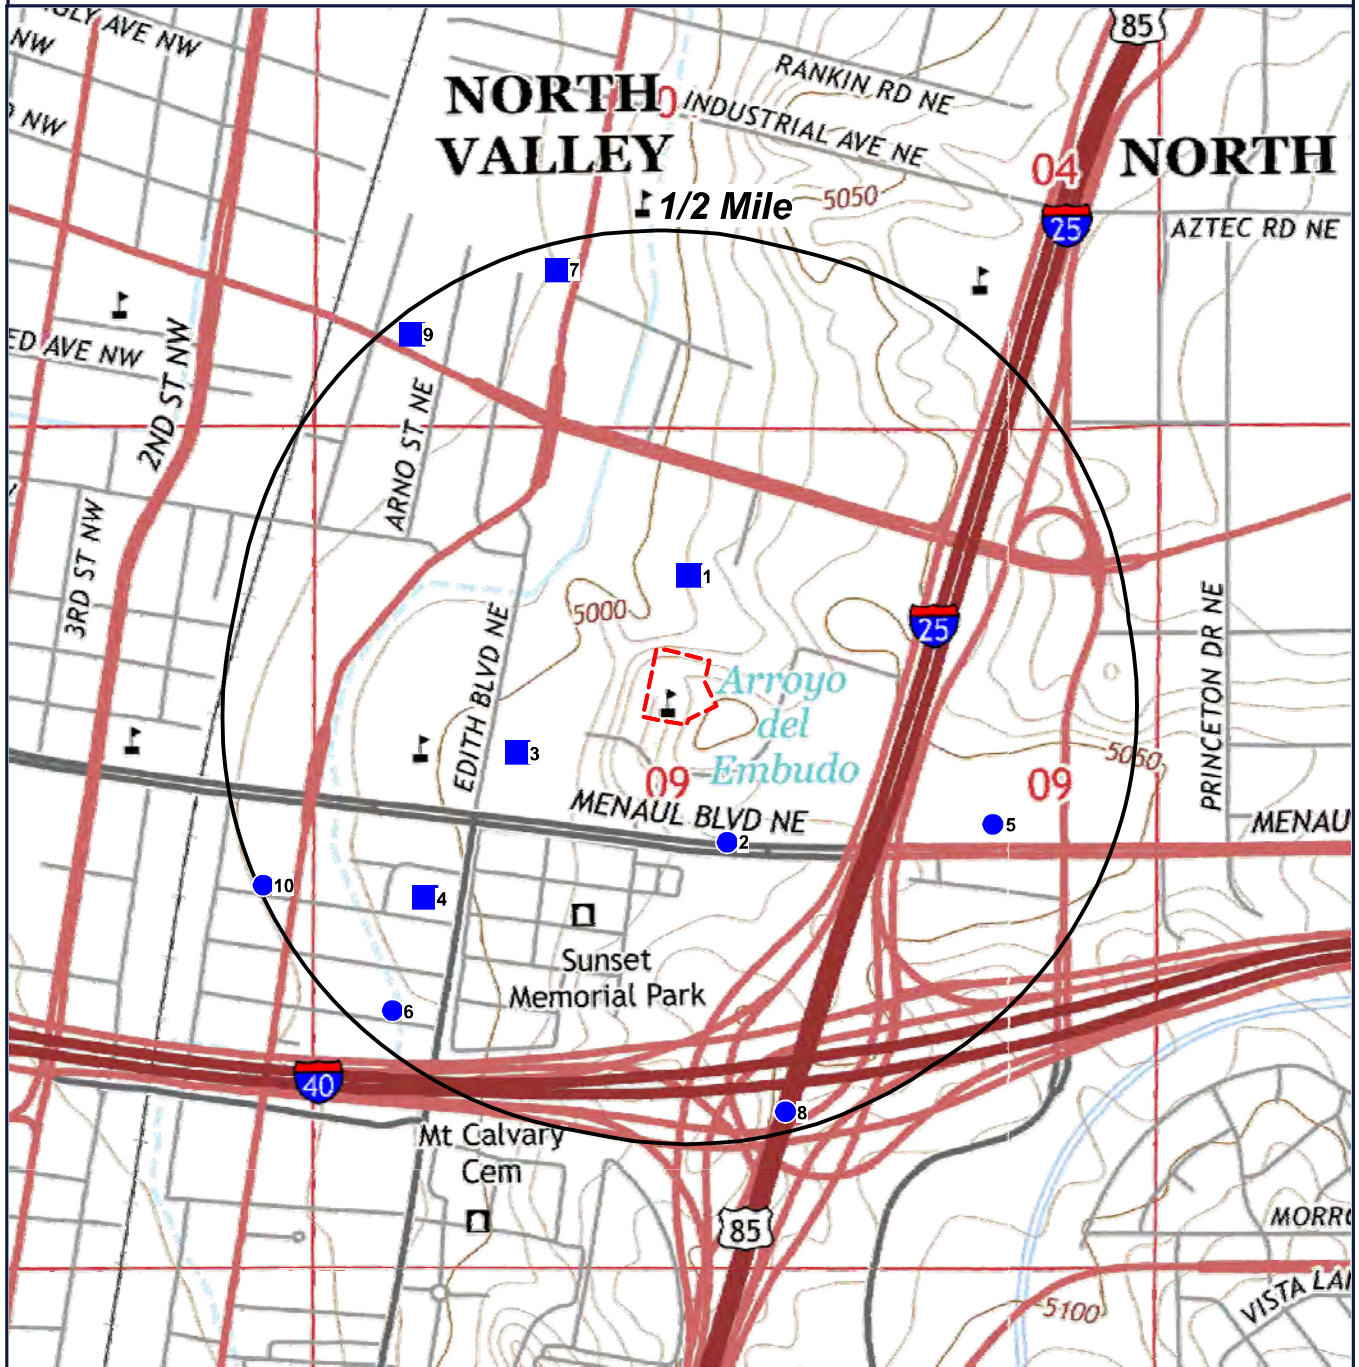 GLY AVE NW
NW
NW
85
RANKIN RD NE
NORTH
0
INDUSTRIAL AVE NE
VALLEY
04
NORTH
1/2 Mile
5050
25
AZTEC RD NE
7
9
ED AVE NW
2ND ST NW
ARNO ST NE
3RD ST NW
1
5000
25
EDITH BLVD NE
PRINCETON DR NE
Arroyo
del
Embudo
3
5050
09
09
MENAUL BLVD NE
MENAU
2
5
10
4
Sunset
Memorial Park
6
40
8
Mt Calvary
Cem
85
MORR
5100
VISTA LA